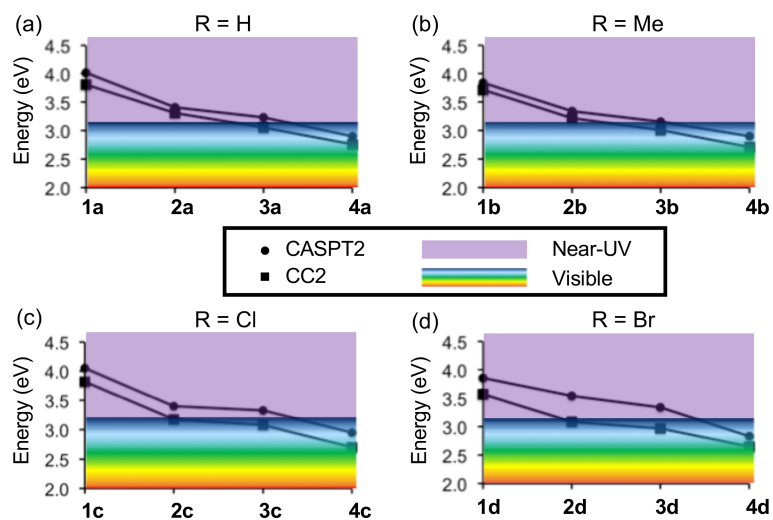 (a) R = H
Energy (eV)
4.5
4.0
3.5
3.0
2.5
2.0
1a 2a 3a 4a
(b) R = Me
Energy (eV)
4.5
4.0
3.5
3.0
2.5
2.0
1b 2b 3b 4b
CASPT2 Near-UV
CC2 Visible
(c) R = Cl
Energy (eV)
4.5
4.0
3.5
3.0
2.5
2.0
1c 2c 3c 4c
(d) R = Br
Energy (eV)
4.5
4.0
3.5
3.0
2.5
2.0
1d 2d 3d 4d